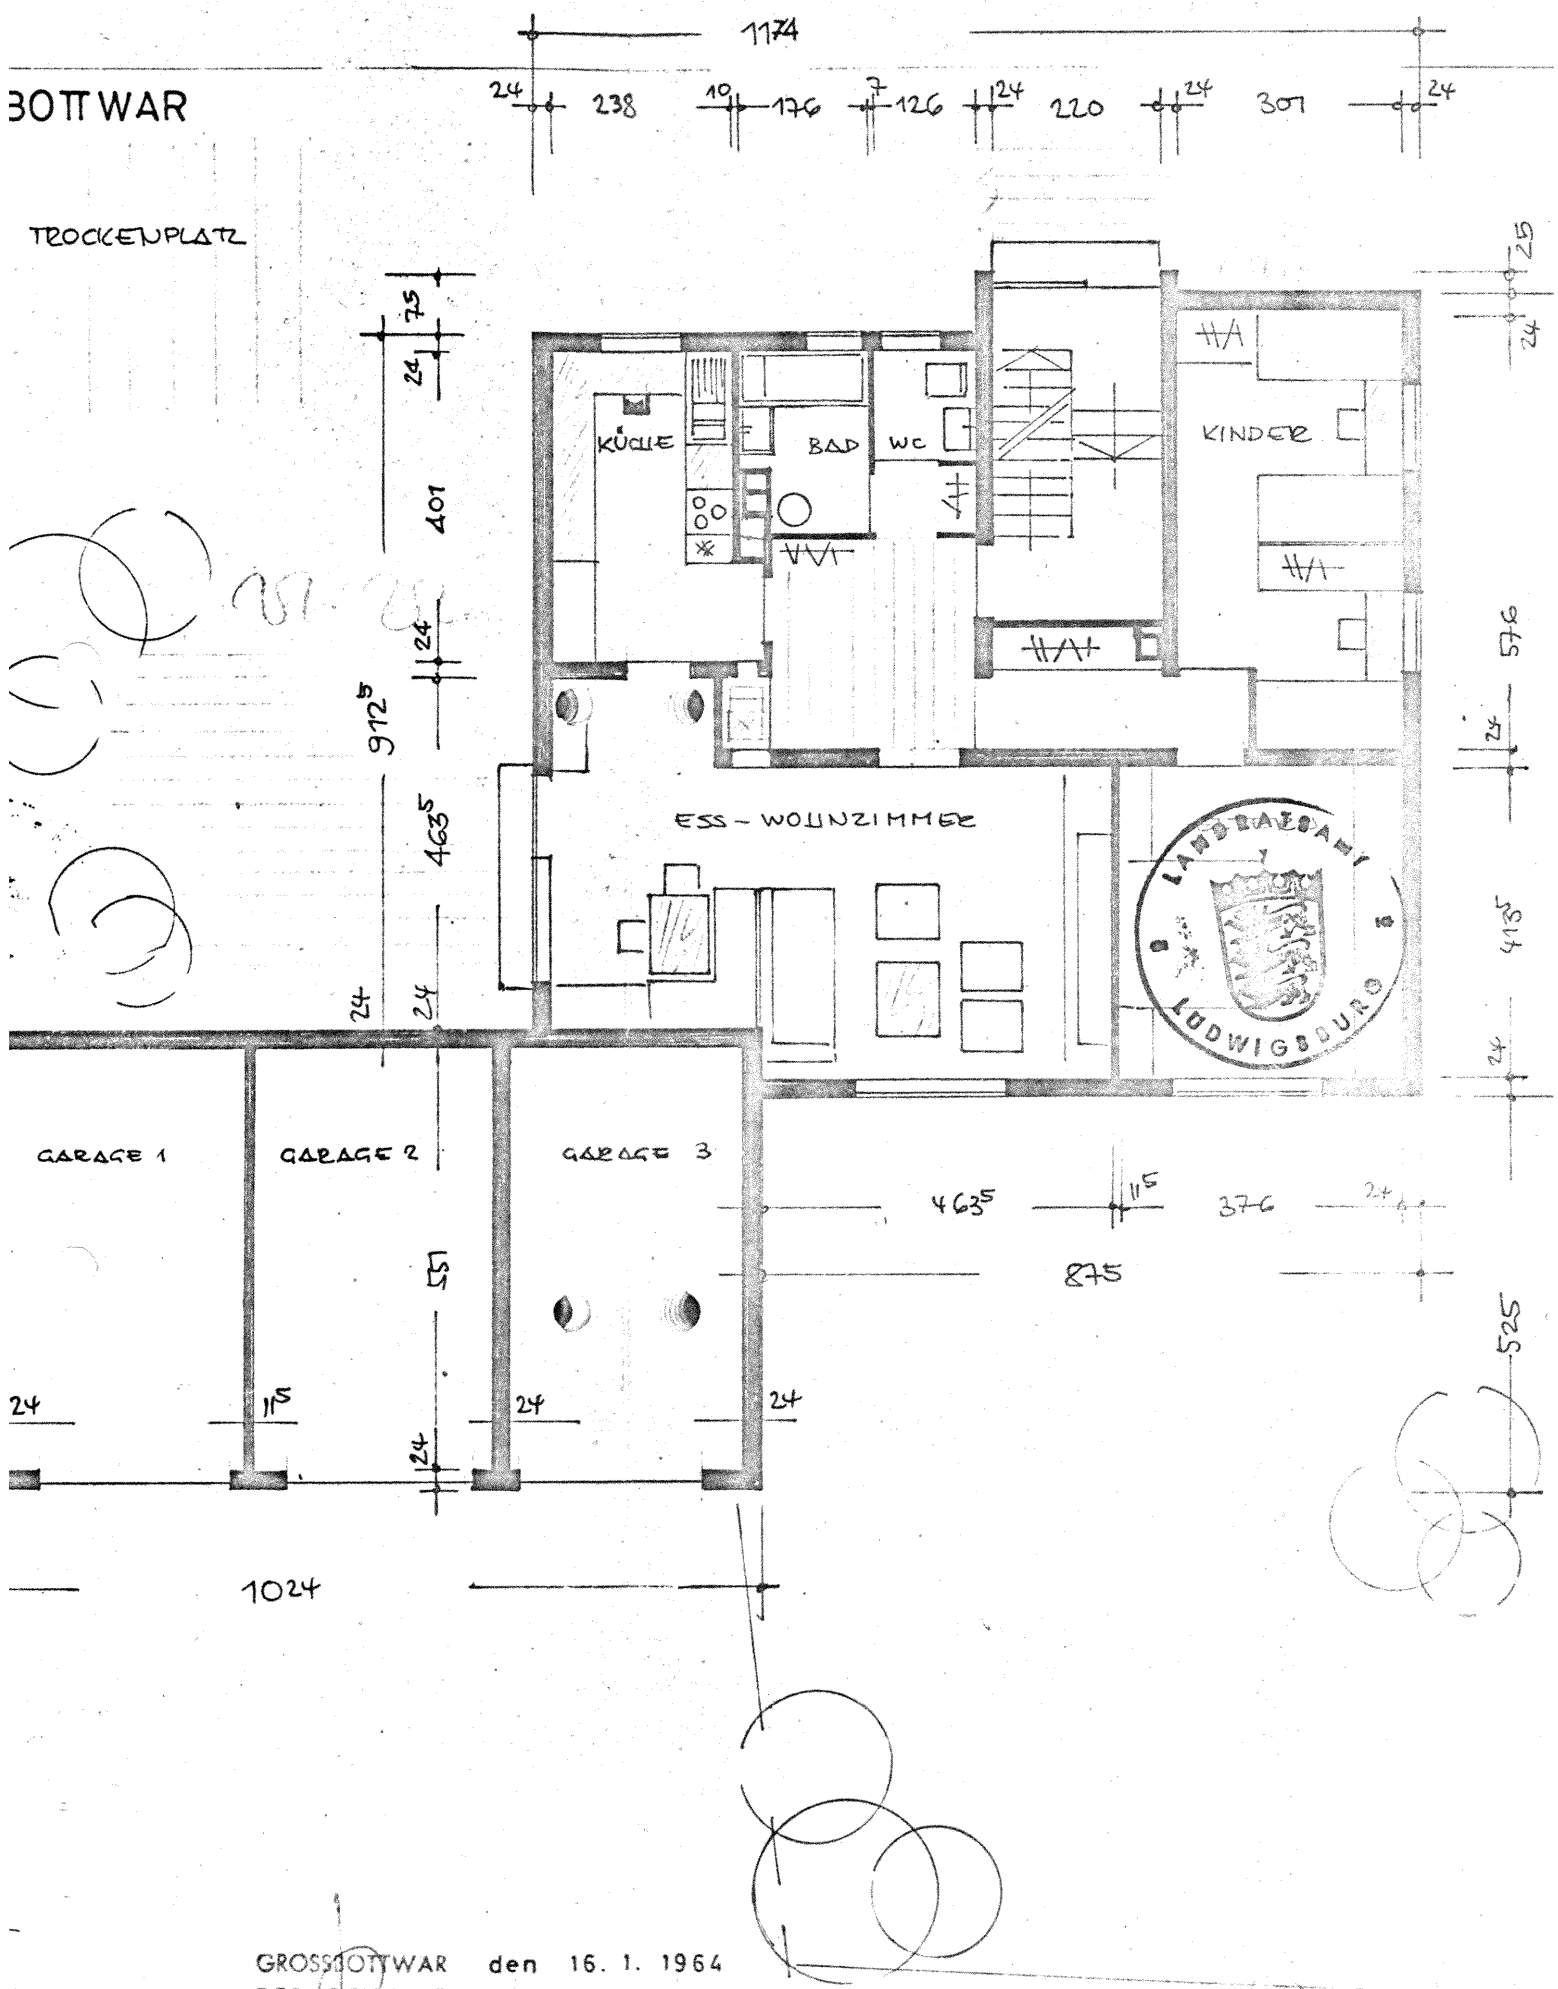 1174
24 238 10 176 7 126 24 220 24 301 24
BOTTWAR
TROCKENPLATZ
25
75
24
24
KÜCHE
BAD
WC
KINDER
401
576
24
912⁵
24
463⁵
ESS-WOHNZIMMER
LANDRATSAMT
LUDWIGSBURG
413⁵
24
24
24
GARAGE 1
GARAGE 2
GARAGE 3
463⁵ 11⁵ 376 24
875
551
525
24
11⁵
24
24
24
1024
GROSSBOTTWAR den 16. 1. 1964